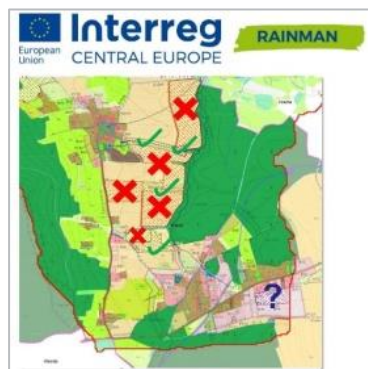 Interreg
European
Union
CENTRAL EUROPE
RAINMAN
?